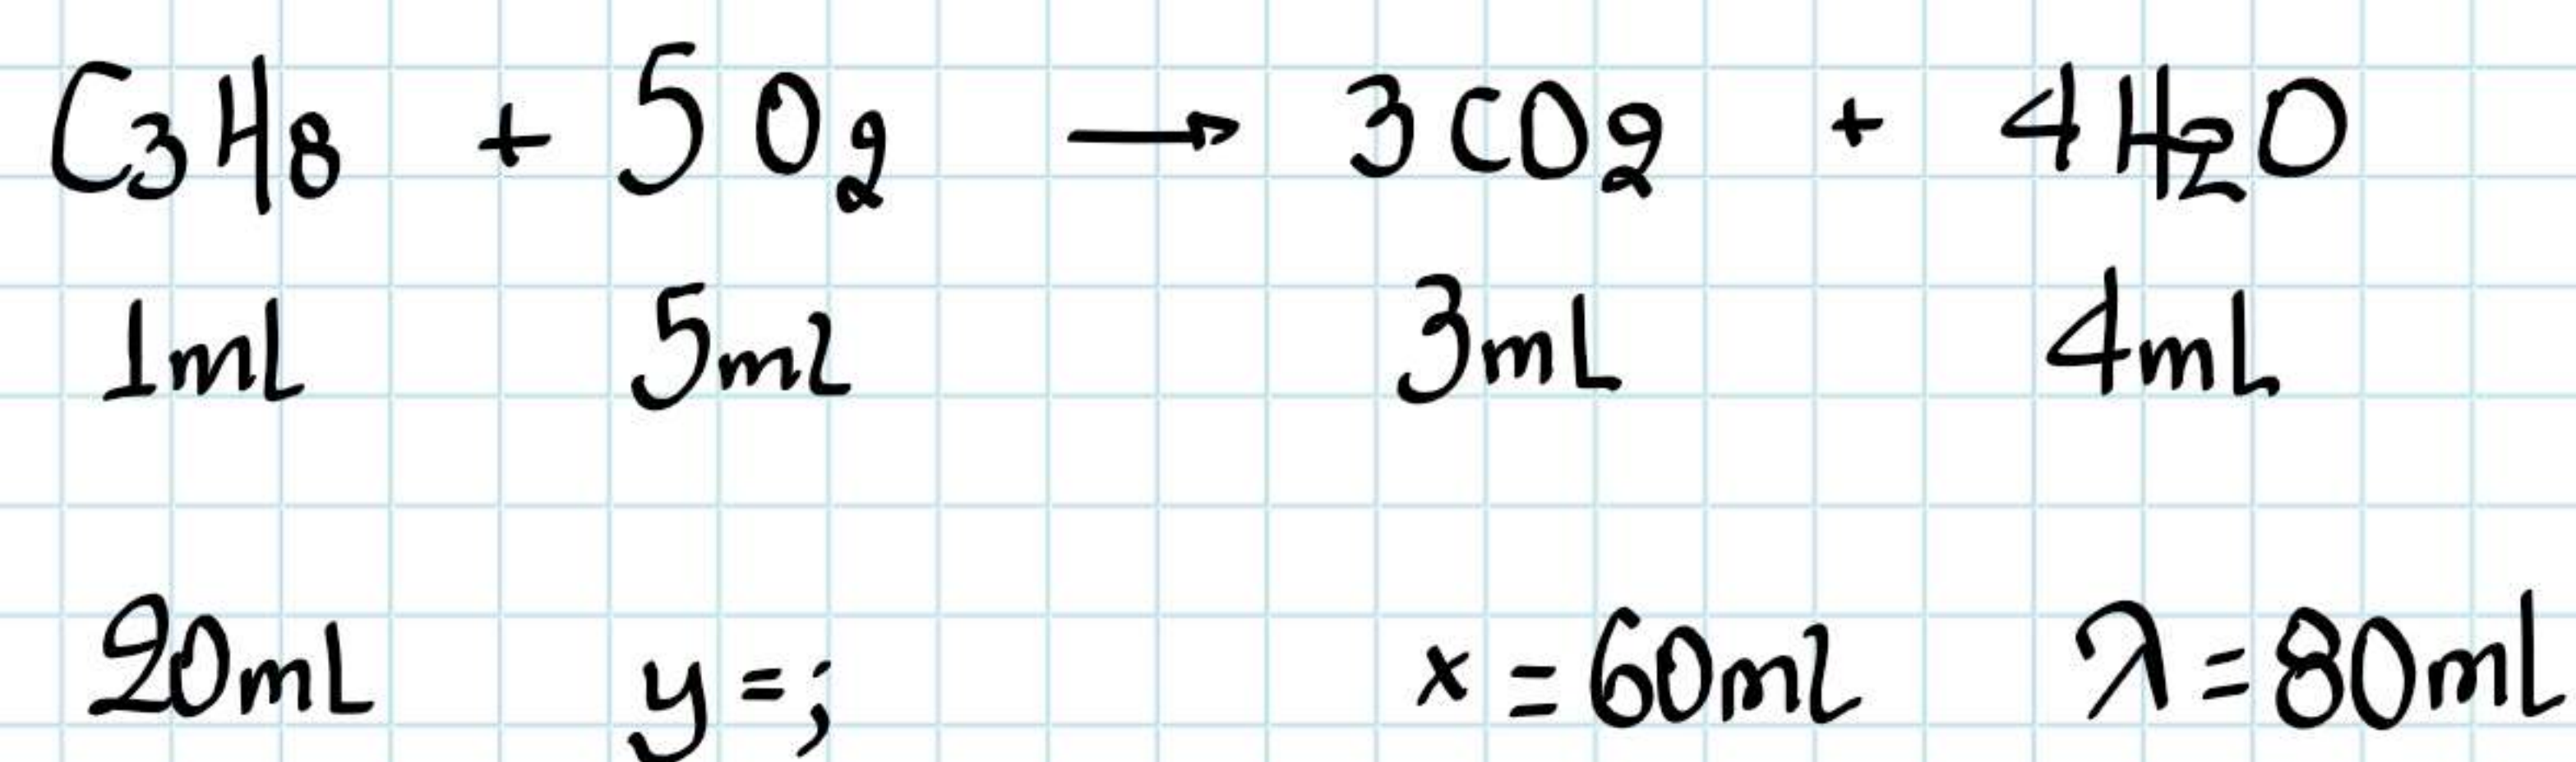 C3H8 + 5O2 → 3CO2 + 4H2O
1mL 5mL 3mL 4mL
20mL y=; x=60mL λ=80mL